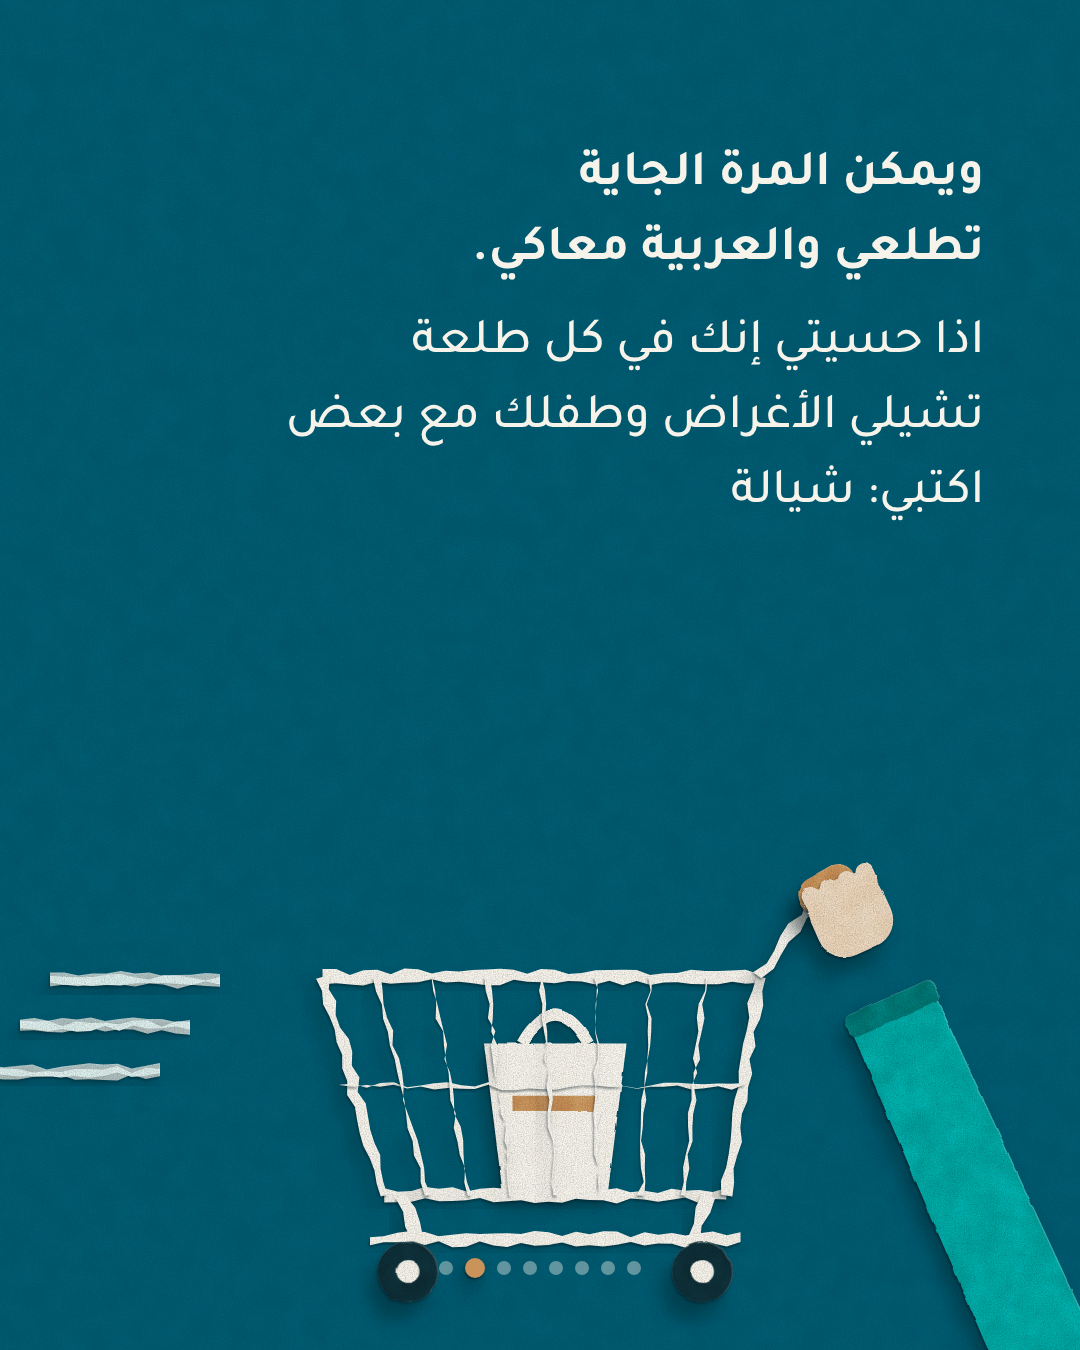 ويمكن المرة الجاية
تطلعي والعربية معاكي.
اذا حسيتي إنك في كل طلعة
تشيلي الأغراض وطفلك مع بعض
اكتبي: شيالة